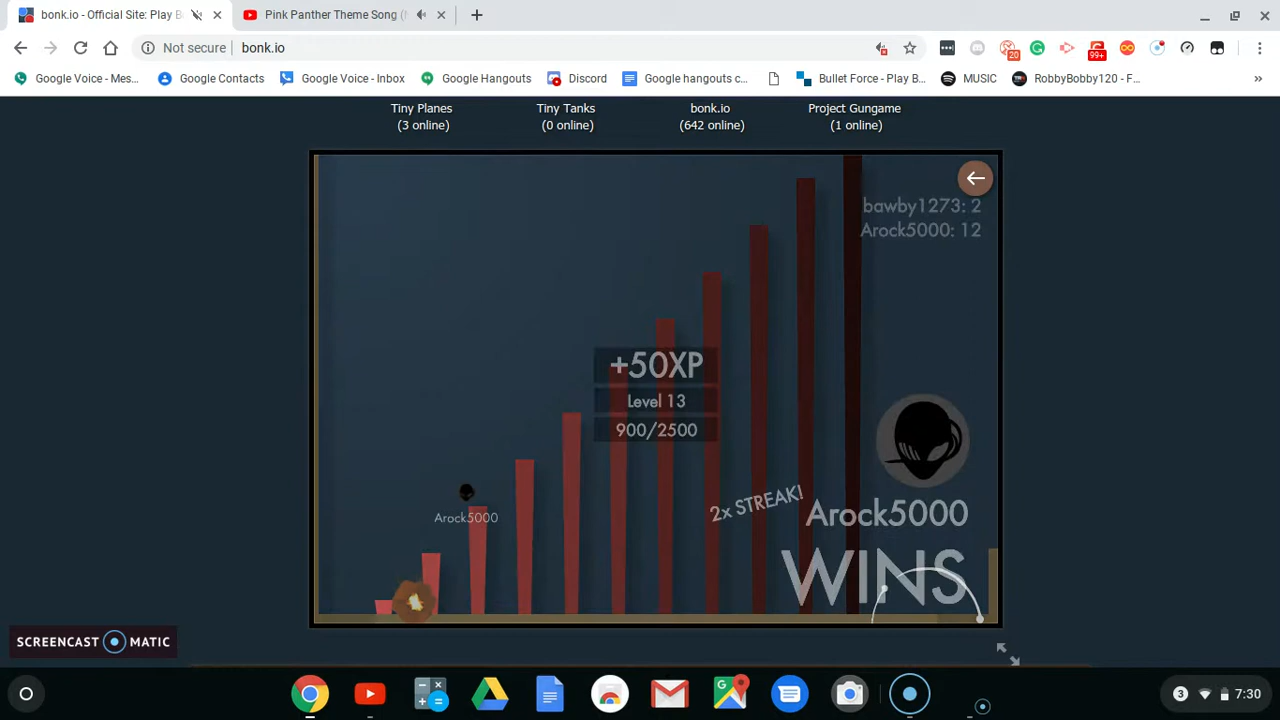 bonk.io - Official Site: Play B
Pink Panther Theme Song (
Not secure
bonk.io
20
99+
Google Voice - Mes...
Google Contacts
Google Voice - Inbox
Google Hangouts
Discord
Google hangouts c...
Bullet Force - Play B...
MUSIC
RobbyBobby120 - F...
»
Tiny Planes
(3 online)
Tiny Tanks
(0 online)
bonk.io
(642 online)
Project Gungame
(1 online)
bawby1273: 2
Arock5000: 12
+50XP
Level 13
900/2500
2x STREAK!
Arock5000
Arock5000
WINS
SCREENCAST MATIC
3
7:30